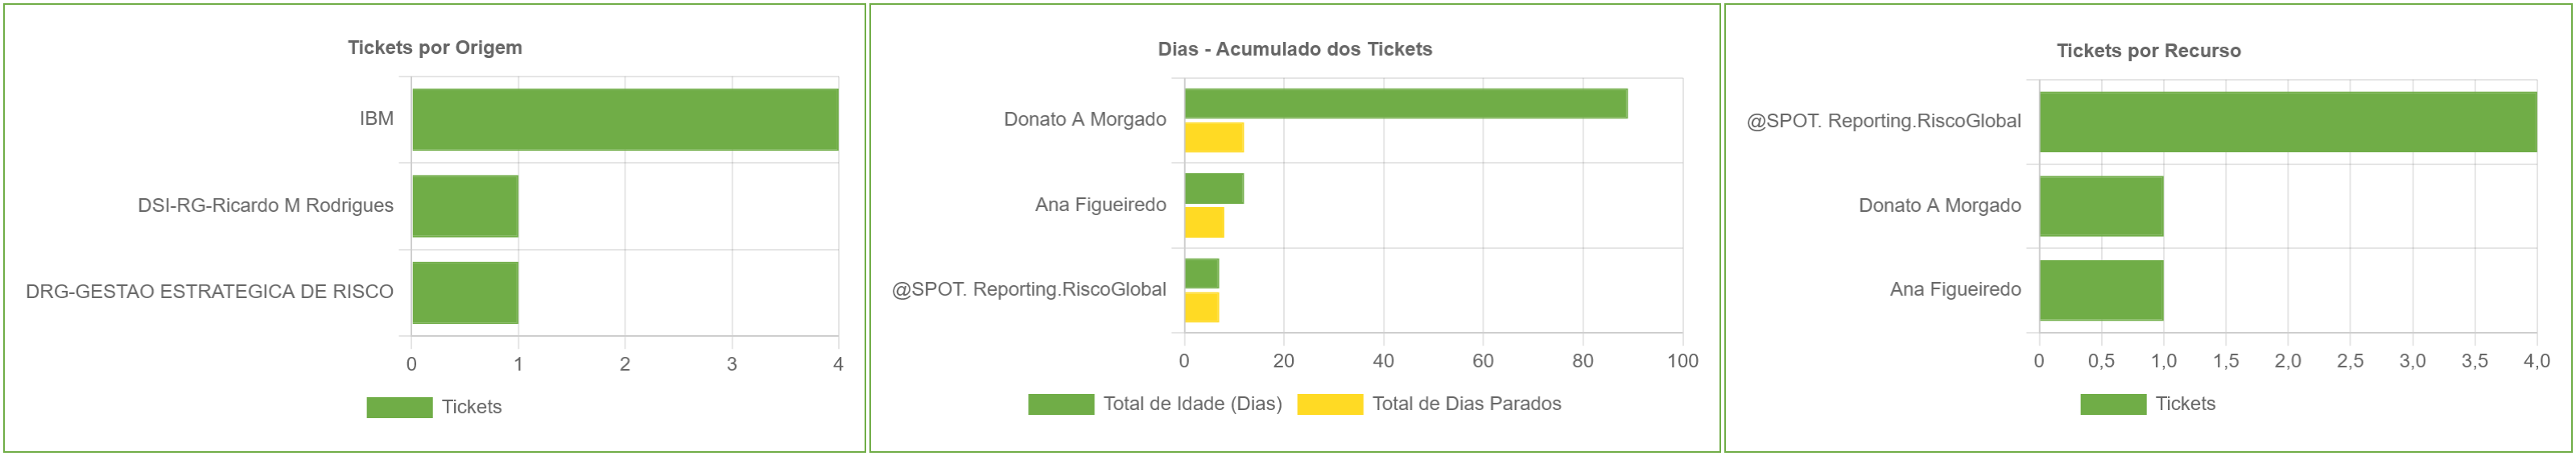 Tickets por Origem
IBM
DSI-RG-Ricardo M Rodrigues
DRG-GESTAO ESTRATEGICA DE RISCO
0 1 2 3 4
Tickets
Dias - Acumulado dos Tickets
Donato A Morgado
Ana Figueiredo
@SPOT. Reporting.RiscoGlobal
0 20 40 60 80 100
Total de Idade (Dias) Total de Dias Parados
Tickets por Recurso
@SPOT. Reporting.RiscoGlobal
Donato A Morgado
Ana Figueiredo
0 0,5 1,0 1,5 2,0 2,5 3,0 3,5 4,0
Tickets